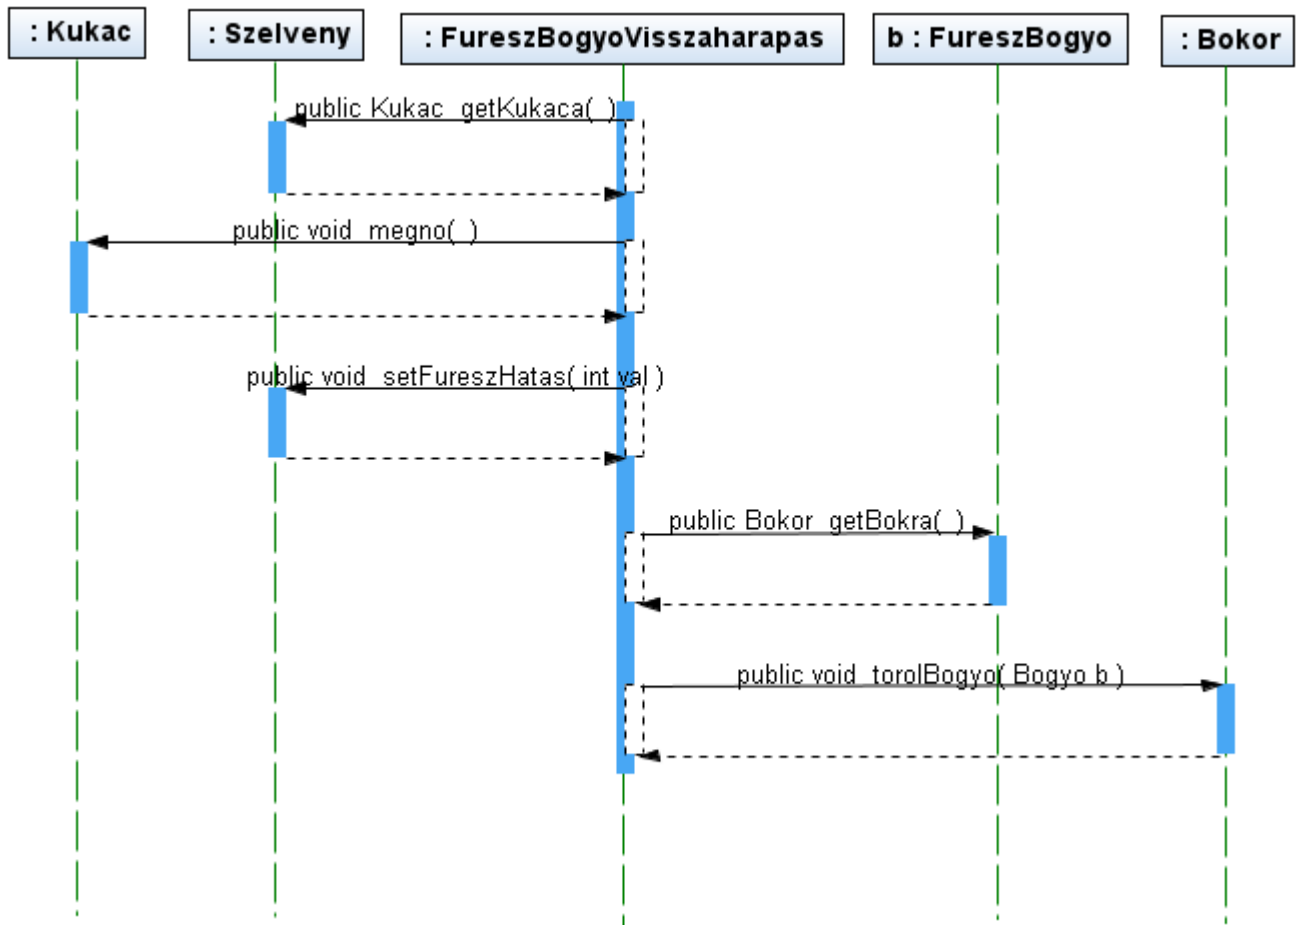 : Kukac
: Szelveny
: FureszBogyoVisszaharapas
b : FureszBogyo
: Bokor
public Kukac getKukaca( )
public void megno( )
public void setFureszHatas( int val )
public Bokor getBokra( )
public void torolBogyo( Bogyo b )